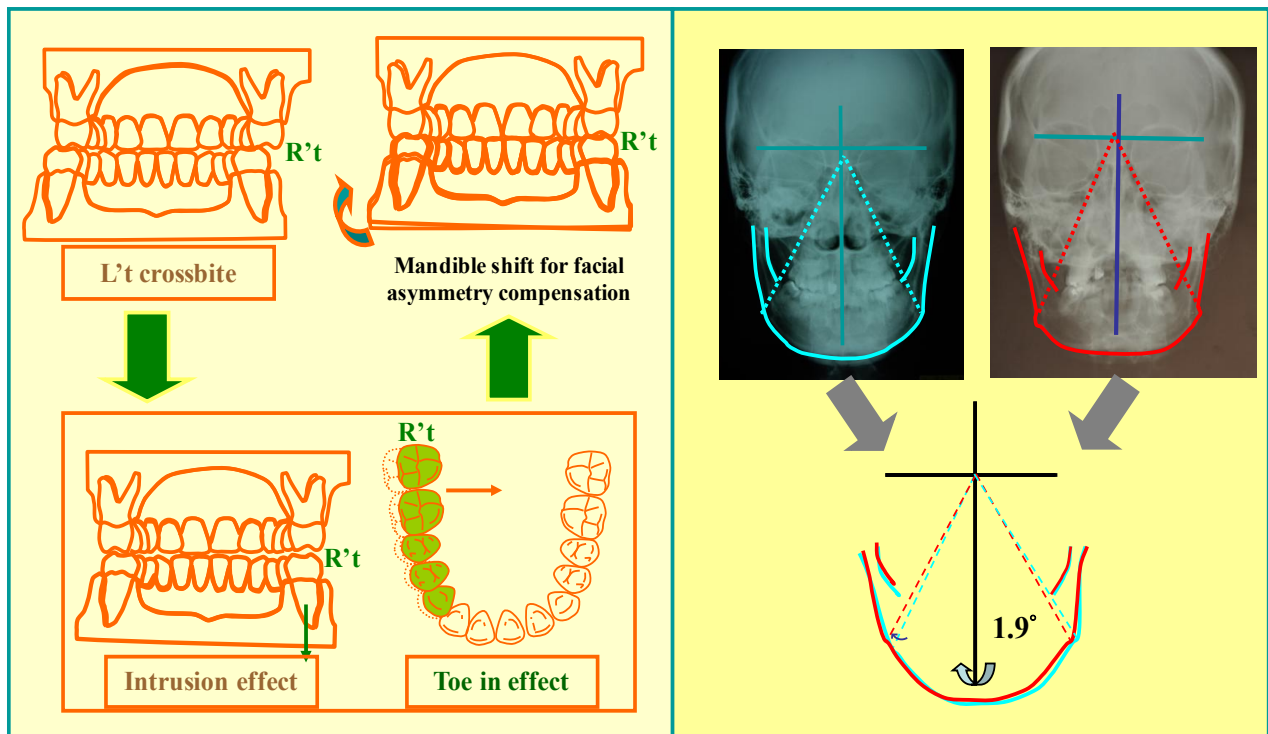 R’t
R’t
L’t crossbite
Mandible shift for facial
asymmetry compensation
R’t
R’t
Intrusion effect
Toe in effect
1.9°